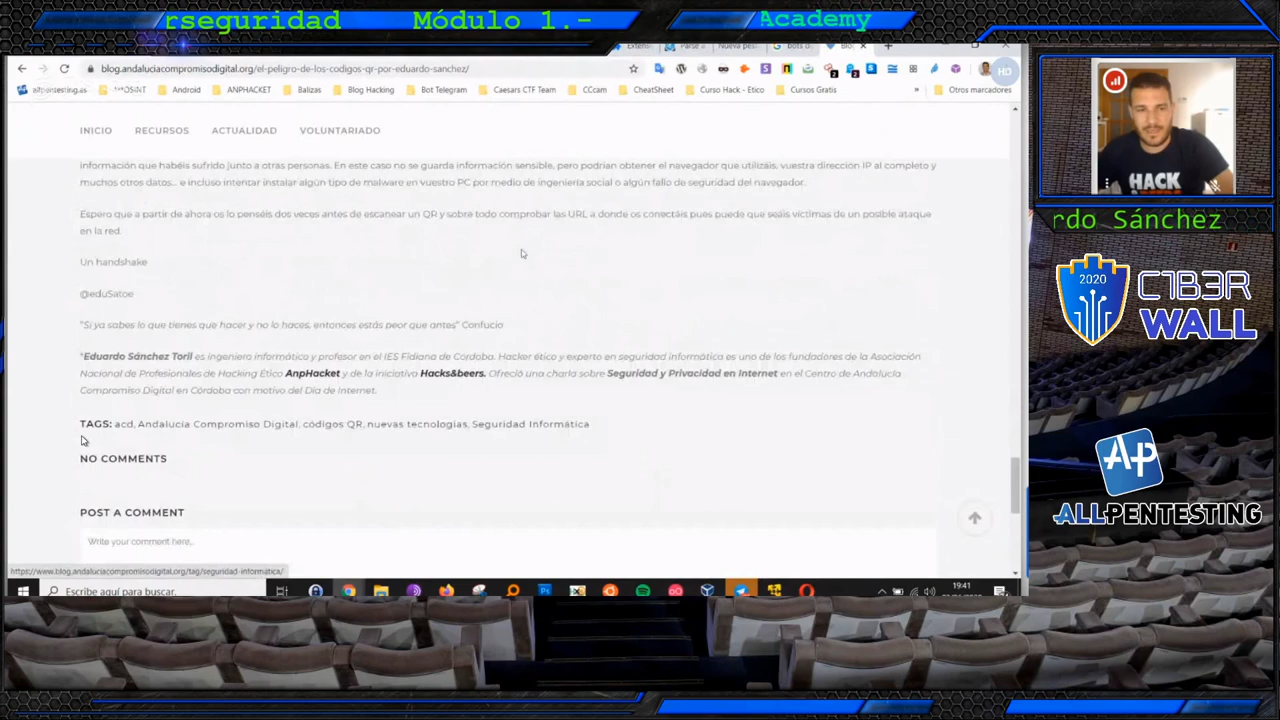 rseguridad Módulo 1.-
Academy
blog.andaluciacompromisodigital.org/el-peligro-de-los-co nuest-eduardo-sanchez/
HD
allpentesting.es
Android
ANPHACKET
Balizas
Blog Hacking
Bot Telegram
Caesars CTF Team...
CCcam
CheatSheet
Curso Hack - Etico
Cursos Gratis
»
Otros marcadores
INICIO RECURSOS ACTUALIDAD VOLUNTARIADO
información que habéis sufrido junto a otras personas. En este caso no se guarda información sensible, pero podrían obtener el navegador que utilizáis, vuestra dirección IP al completo y
muchos otros datos... e incluso intentar instalar algún tipo de malware en vuestro PC por medio de ingeniería social o algún fallo de seguridad del navegador.
Espero que a partir de ahora os lo penséis dos veces antes de escanear un QR y sobre todo comprobar las URL a donde os conectáis pues puede que seáis víctimas de un posible ataque
en la red.
Un handshake
@eduSatoe
"Si ya sabes lo que tienes que hacer y no lo haces, entonces estás peor que antes" Confucio
"Eduardo Sánchez Toril es ingeniero informático y profesor en el IES Fidiana de Córdoba. Hacker ético y experto en seguridad informática es uno de los fundadores de la Asociación
Nacional de Profesionales de Hacking Ético AnpHacket y de la iniciativa Hacks&beers. Ofreció una charla sobre Seguridad y Privacidad en Internet en el Centro de Andalucía
Compromiso Digital en Córdoba con motivo del Día de Internet.
TAGS: acd, Andalucía Compromiso Digital, códigos QR, nuevas tecnologías, Seguridad Informática
NO COMMENTS
POST A COMMENT
Write your comment here...
https://www.blog.andaluciacompromisodigital.org/tag/seguridad-informatica/
Escribe aquí para buscar.
19:41
HACK
rdo Sánchez
2020
C1B3R
WALL
AP
ALLPENTESTING